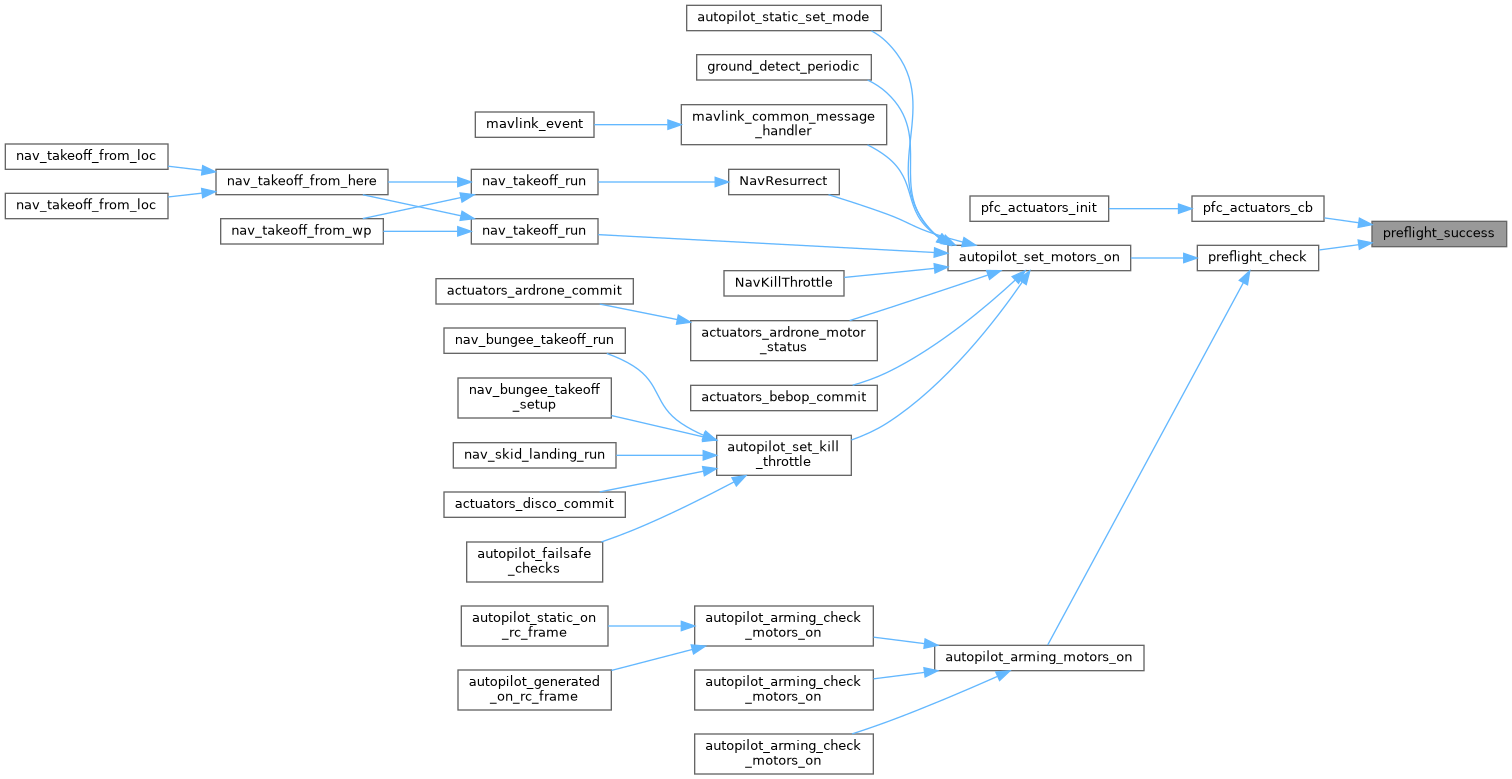 autopilot_static_set_mode
ground_detect_periodic
mavlink_common_message
_handler
mavlink_event
nav_takeoff_from_loc
nav_takeoff_from_here
nav_takeoff_run
NavResurrect
nav_takeoff_from_loc
nav_takeoff_from_wp
nav_takeoff_run
pfc_actuators_init
pfc_actuators_cb
preflight_success
autopilot_set_motors_on
preflight_check
NavKillThrottle
actuators_ardrone_commit
actuators_ardrone_motor
_status
nav_bungee_takeoff_run
nav_bungee_takeoff
_setup
actuators_bebop_commit
autopilot_set_kill
_throttle
nav_skid_landing_run
actuators_disco_commit
autopilot_failsafe
_checks
autopilot_static_on
_rc_frame
autopilot_arming_check
_motors_on
autopilot_arming_motors_on
autopilot_generated
_on_rc_frame
autopilot_arming_check
_motors_on
autopilot_arming_check
_motors_on